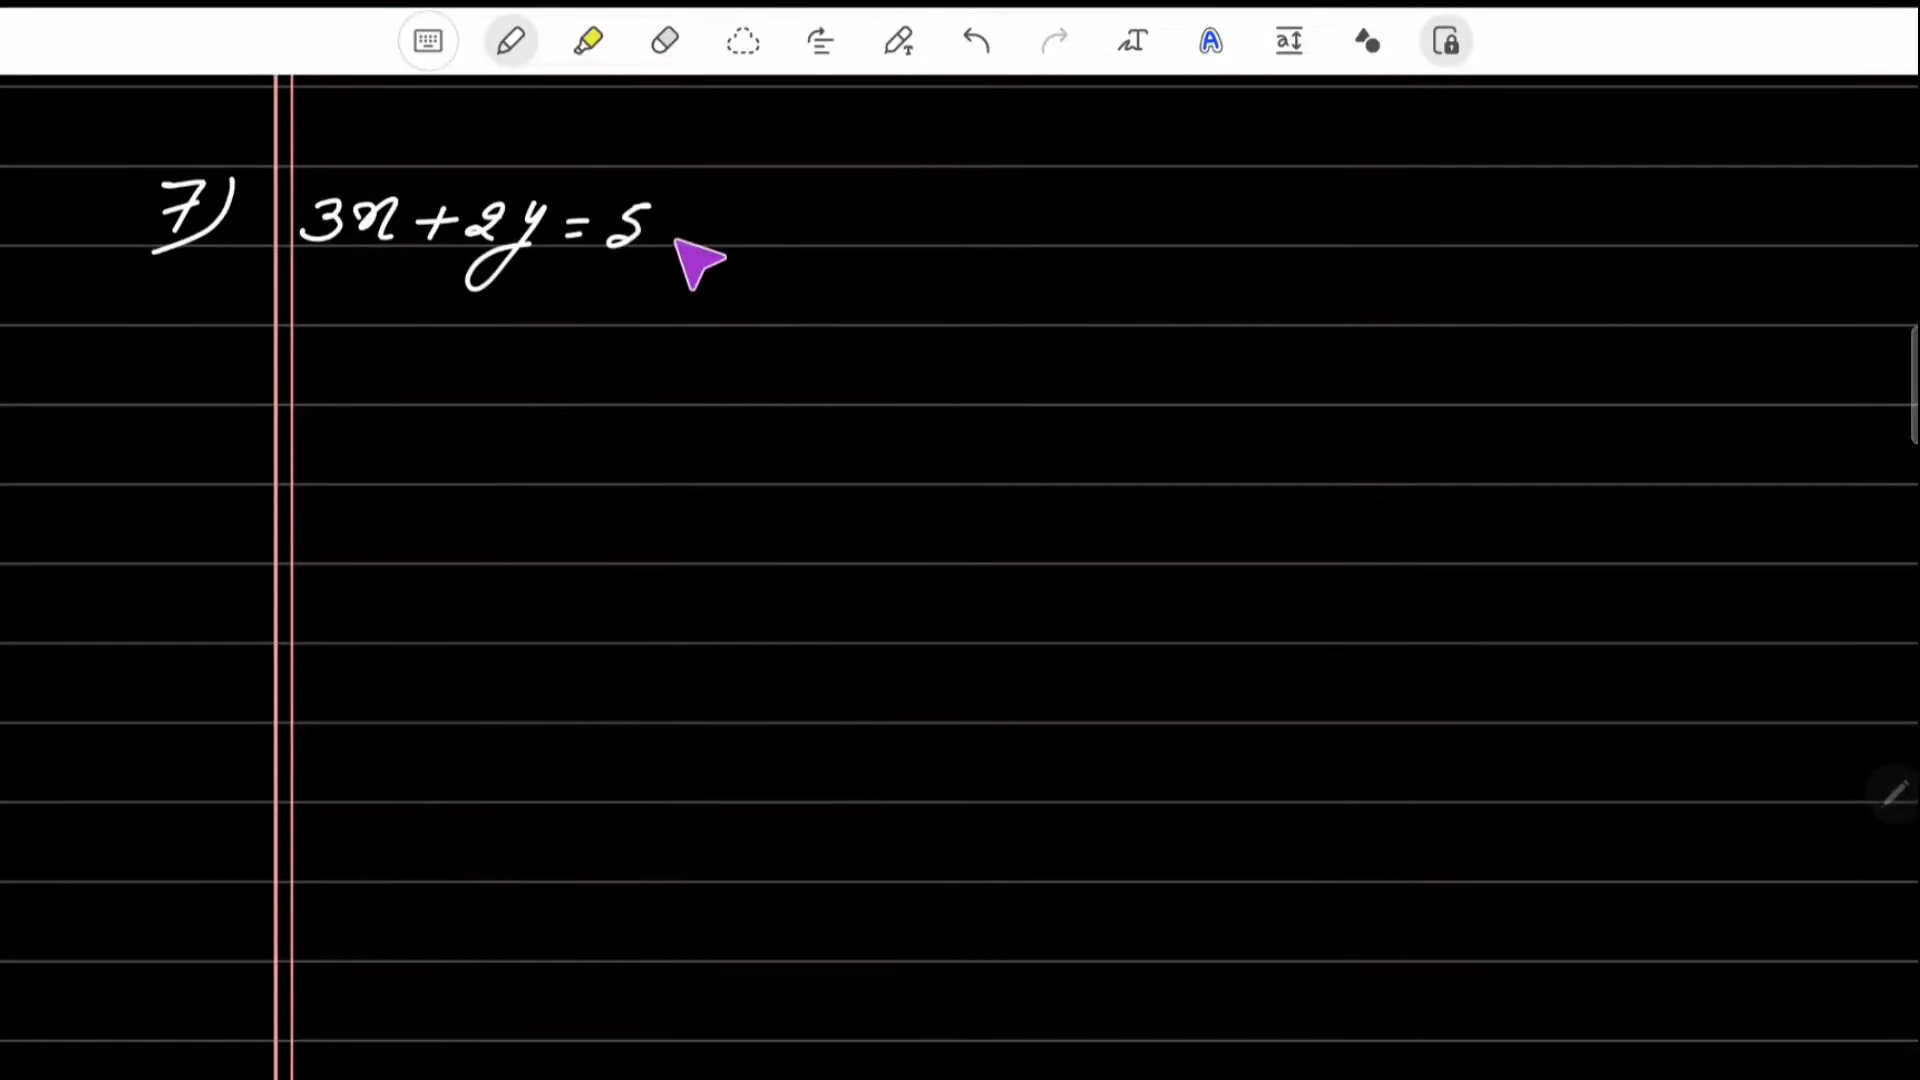 7) 3x + 2y = 5